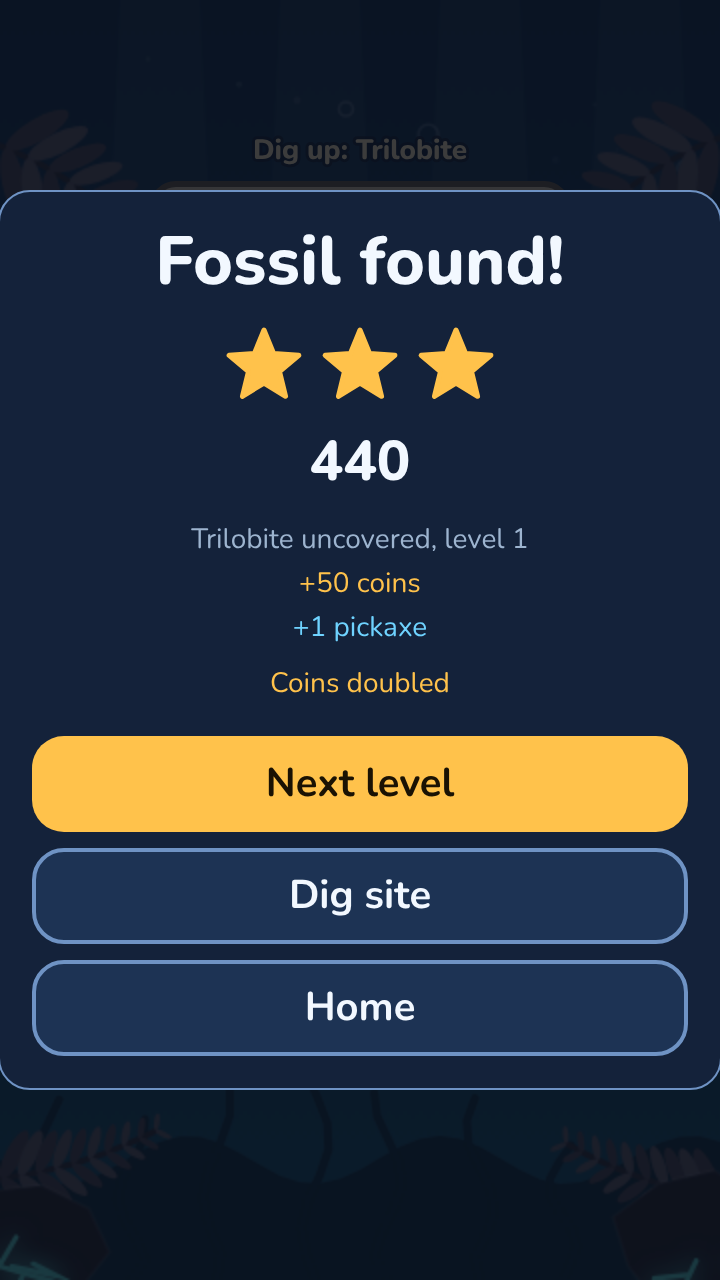 Dig up: Trilobite
Fossil found!
440
Trilobite uncovered, level 1
+50 coins
+1 pickaxe
Coins doubled
Next level
Dig site
Home